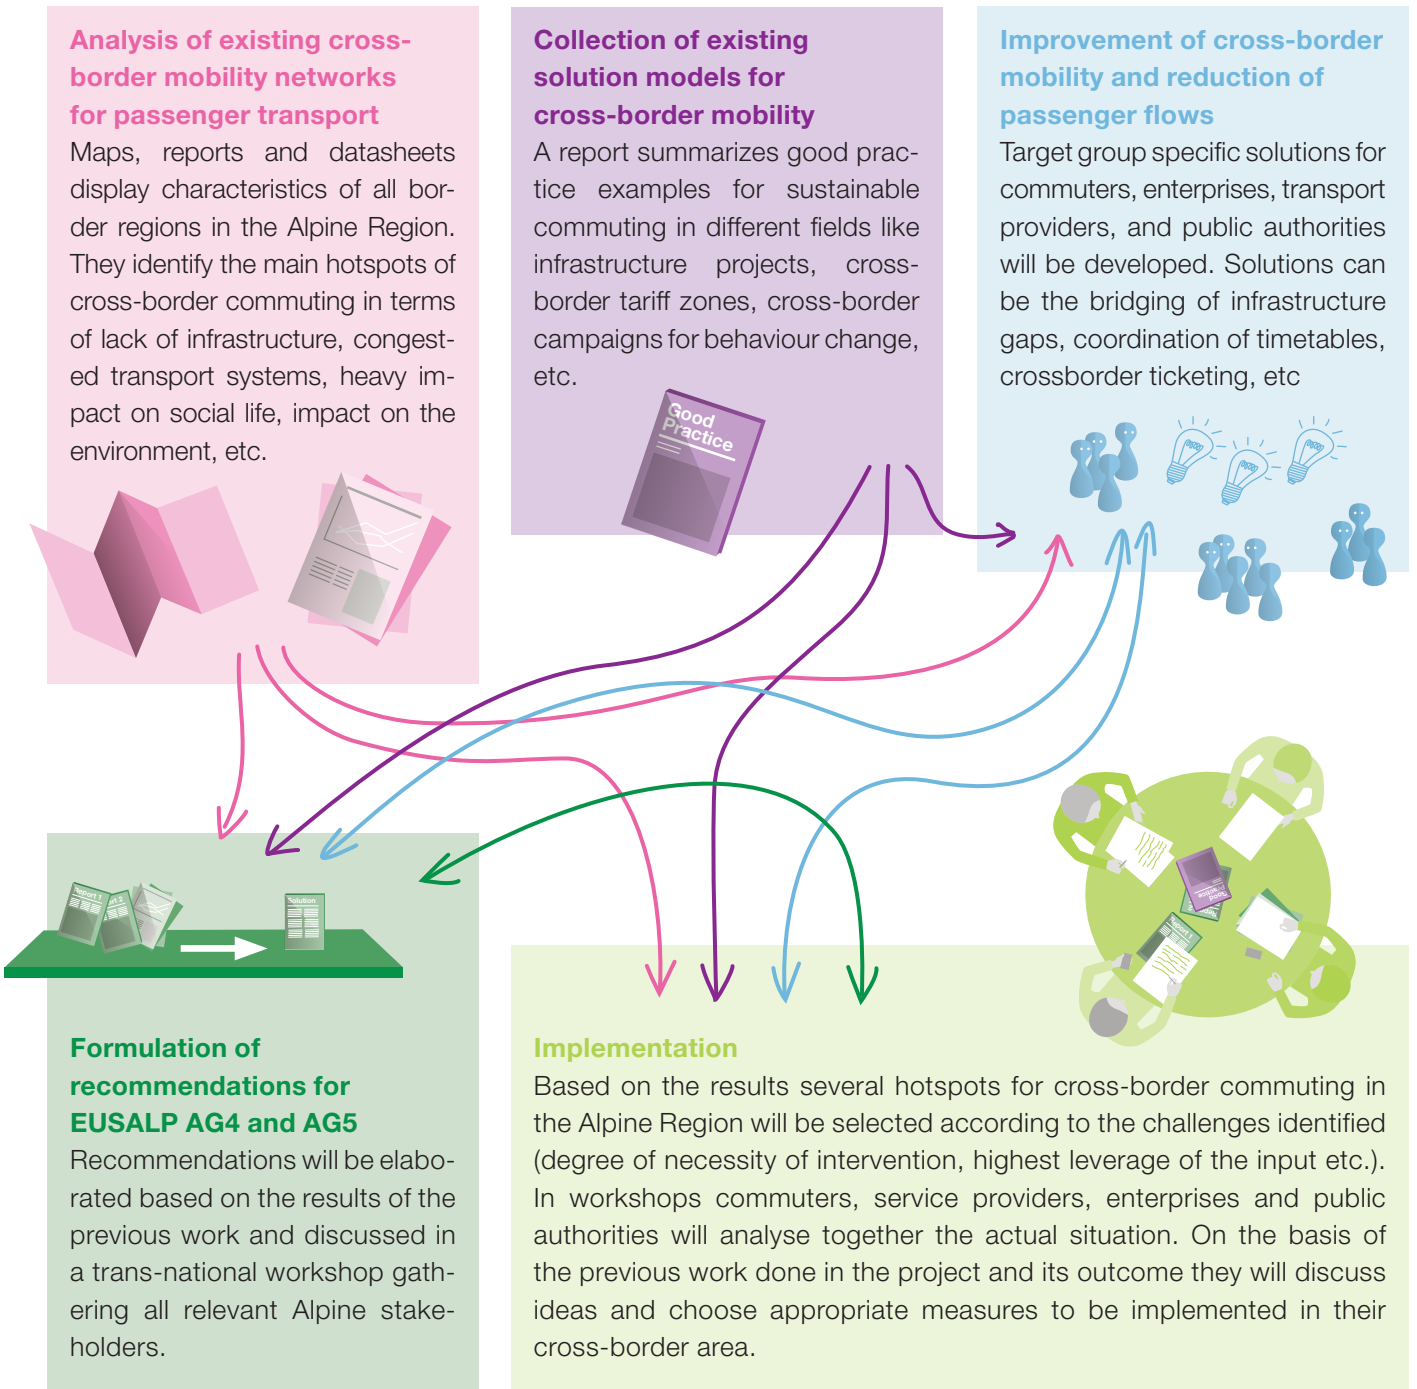 Analysis of existing cross-
border mobility networks
for passenger transport
Maps, reports and datasheets
display characteristics of all bor-
der regions in the Alpine Region.
They identify the main hotspots of
cross-border commuting in terms
of lack of infrastructure, congest-
ed transport systems, heavy im-
pact on social life, impact on the
environment, etc.
Collection of existing
solution models for
cross-border mobility
A report summarizes good prac-
tice examples for sustainable
commuting in different fields like
infrastructure projects, cross-
border tariff zones, cross-border
campaigns for behaviour change,
etc.
Good
Practice
Improvement of cross-border
mobility and reduction of
passenger flows
Target group specific solutions for
commuters, enterprises, transport
providers, and public authorities
will be developed. Solutions can
be the bridging of infrastructure
gaps, coordination of timetables,
crossborder ticketing, etc
Report 1
rt 2
Solution
Formulation of
recommendations for
EUSALP AG4 and AG5
Recommendations will be elabo-
rated based on the results of the
previous work and discussed in
a trans-national workshop gath-
ering all relevant Alpine stake-
holders.
Good
Practice
Report 1
Implementation
Based on the results several hotspots for cross-border commuting in
the Alpine Region will be selected according to the challenges identified
(degree of necessity of intervention, highest leverage of the input etc.).
In workshops commuters, service providers, enterprises and public
authorities will analyse together the actual situation. On the basis of
the previous work done in the project and its outcome they will discuss
ideas and choose appropriate measures to be implemented in their
cross-border area.